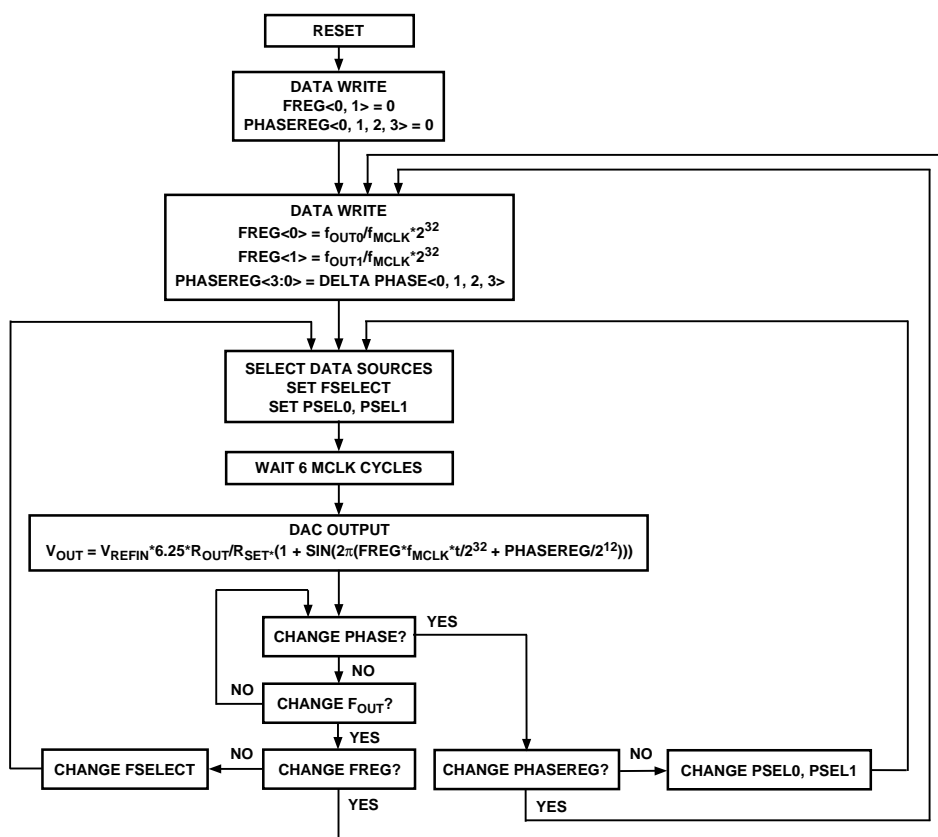 RESET
DATA WRITE
FREG<0, 1> = 0
PHASEREG<0, 1, 2, 3> = 0
DATA WRITE
FREG<0> = fOUT0/fMCLK*2^32
FREG<1> = fOUT1/fMCLK*2^32
PHASEREG<3:0> = DELTA PHASE<0, 1, 2, 3>
SELECT DATA SOURCES
SET FSELECT
SET PSEL0, PSEL1
WAIT 6 MCLK CYCLES
DAC OUTPUT
VOUT = VREFIN*6.25*ROUT/RSET*(1 + SIN(2π(FREG*fMCLK*t/2^32 + PHASEREG/2^12)))
CHANGE PHASE?
YES
NO
NO
CHANGE FOUT?
YES
CHANGE FSELECT
NO
CHANGE FREG?
YES
CHANGE PHASEREG?
NO
CHANGE PSEL0, PSEL1
YES